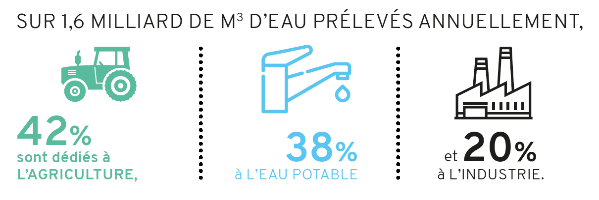 SUR 1,6 MILLIARD DE M³ D'EAU PRÉLEVÉS ANNUELLEMENT,
42%
sont dédiés à
L'AGRICULTURE,
38%
à L'EAU POTABLE
et 20%
à L'INDUSTRIE.